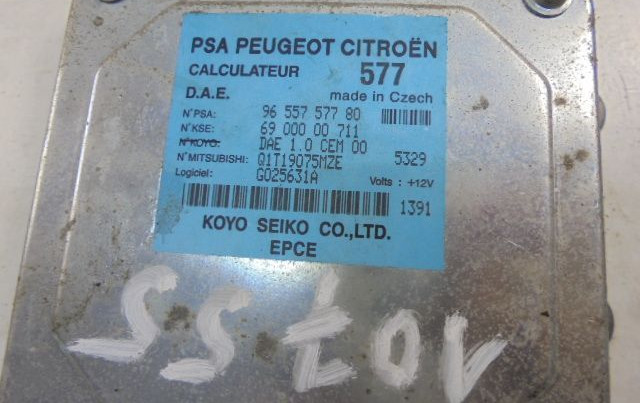 PSA PEUGEOT CITROËN
CALCULATEUR 577
D.A.E. made in Czech
N°PSA: 96 557 577 80
N°KSE: 69 000 00 711
N°KOYO: DAE 1.0 CEM 00
N°MITSUBISHI: Q1T19075MZE 5329
Logiciel: G025631A Volts : +12V
1391
KOYO SEIKO CO.,LTD.
EPCE